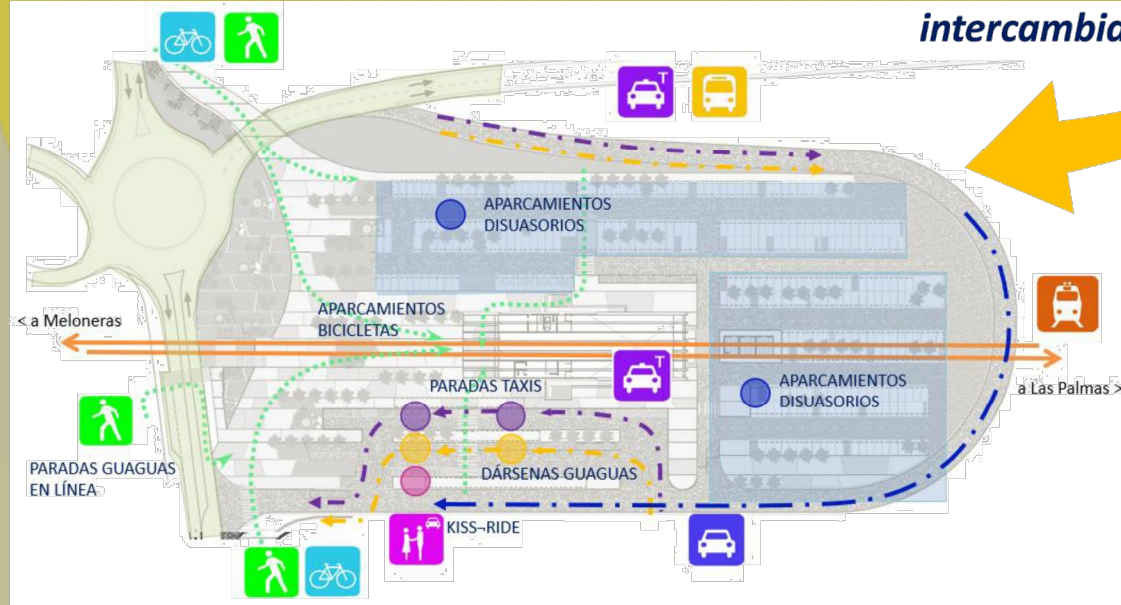 intercambia
T
APARCAMIENTOS
DISUASORIOS
APARCAMIENTOS
BICICLETAS
< a Meloneras
T
PARADAS TAXIS
APARCAMIENTOS
DISUASORIOS
a Las Palmas >
PARADAS GUAGUAS
EN LÍNEA
DÁRSENAS GUAGUAS
KISS-RIDE